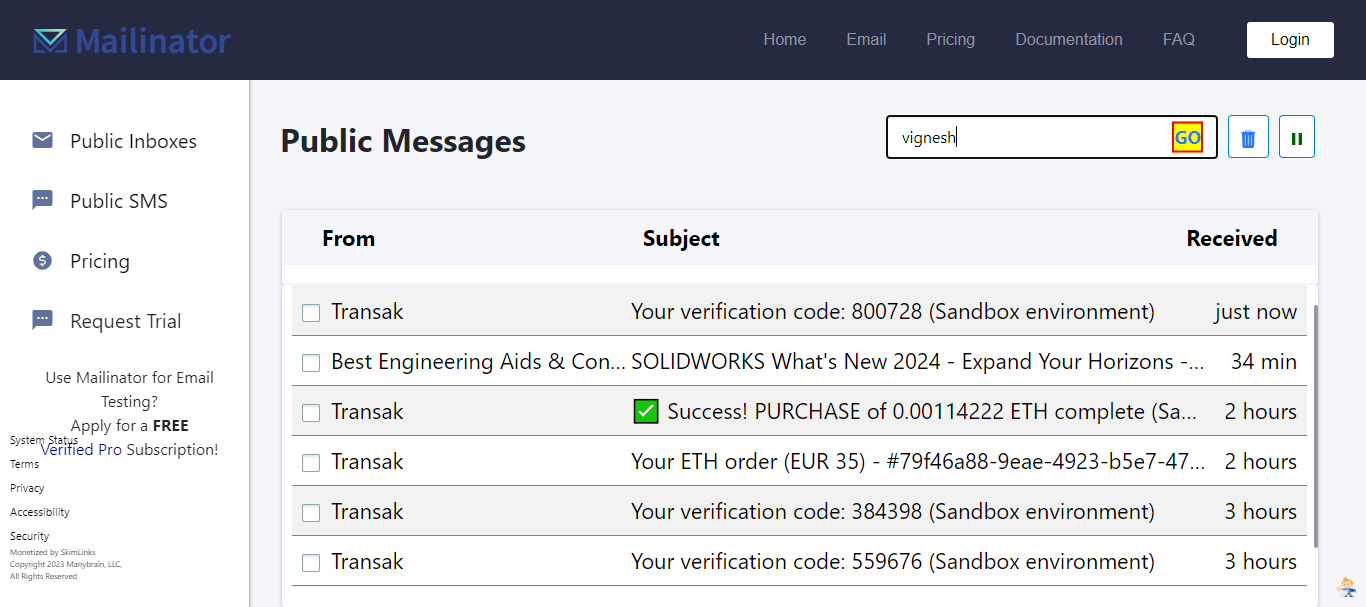 Mailinator
Home Email Pricing Documentation FAQ Login
Public Inboxes
Public SMS
Pricing
Request Trial
Use Mailinator for Email
Testing?
Apply for a FREE
Verified Pro Subscription!
System Status
Terms
Privacy
Accessibility
Security
Monetized by SkimLinks
Copyright 2023 Manybrain, LLC,
All Rights Reserved
Public Messages
vignesh GO
From Subject Received
Transak Your verification code: 800728 (Sandbox environment) just now
Best Engineering Aids & Con... SOLIDWORKS What's New 2024 - Expand Your Horizons -... 34 min
Transak ✅ Success! PURCHASE of 0.00114222 ETH complete (Sa... 2 hours
Transak Your ETH order (EUR 35) - #79f46a88-9eae-4923-b5e7-47... 2 hours
Transak Your verification code: 384398 (Sandbox environment) 3 hours
Transak Your verification code: 559676 (Sandbox environment) 3 hours